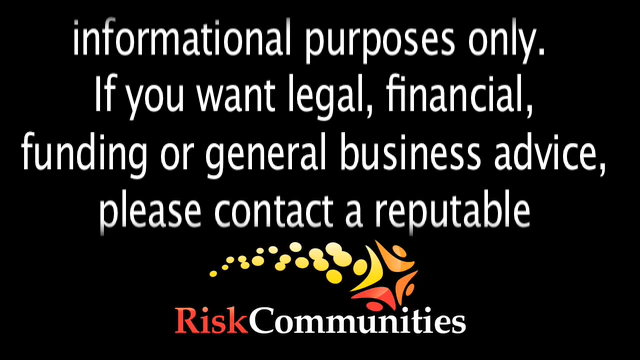 informational purposes only.
If you want legal, financial,
funding or general business advice,
please contact a reputable
RiskCommunities